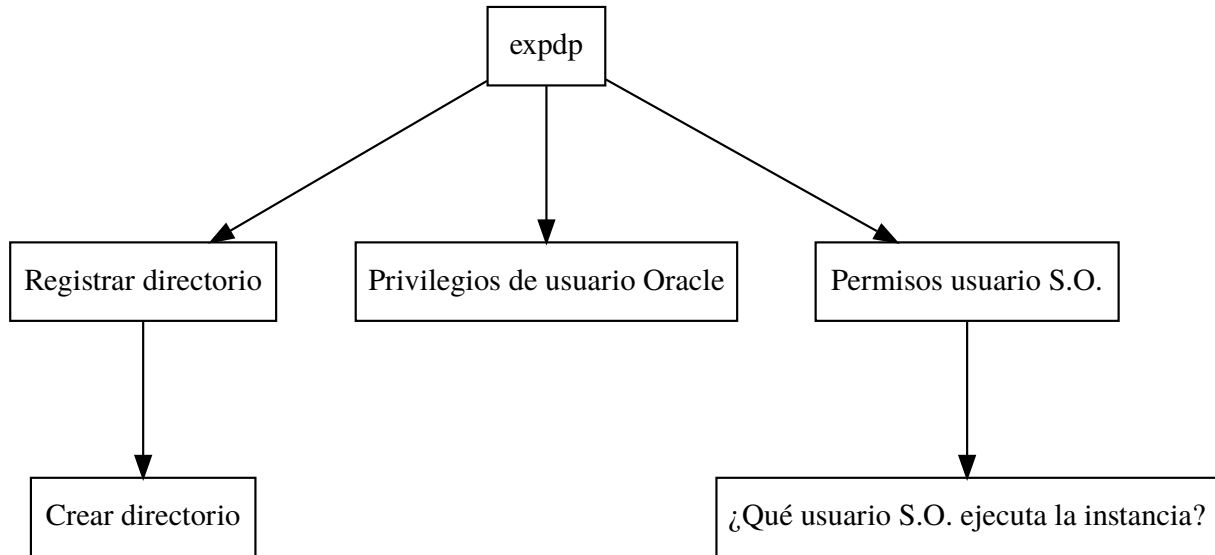 expdp
Registrar directorio
Privilegios de usuario Oracle
Permisos usuario S.O.
Crear directorio
¿Qué usuario S.O. ejecuta la instancia?